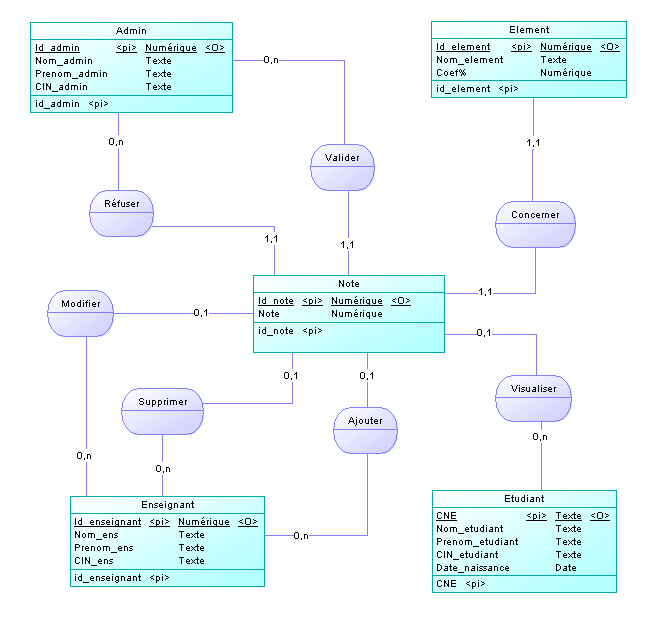 Admin
Id_admin <pi> Numérique <O>
Nom_admin Texte
Prenom_admin Texte
CIN_admin Texte
id_admin <pi>
Element
Id_element <pi> Numérique <O>
Nom_element Texte
Coef% Numérique
id_element <pi>
0,n
0,n
1,1
Valider
Réfuser
Concerner
1,1
1,1
1,1
Note
Id_note <pi> Numérique <O>
Note Numérique
id_note <pi>
Modifier
0,1
0,1
0,1
0,1
Supprimer
Ajouter
Visualiser
0,n
0,n
0,n
0,n
Enseignant
Id_enseignant <pi> Numérique <O>
Nom_ens Texte
Prenom_ens Texte
CIN_ens Texte
id_enseignant <pi>
Etudiant
CNE <pi> Texte <O>
Nom_etudiant Texte
Prenom_etudiant Texte
CIN_etudiant Texte
Date_naissance Date
CNE <pi>